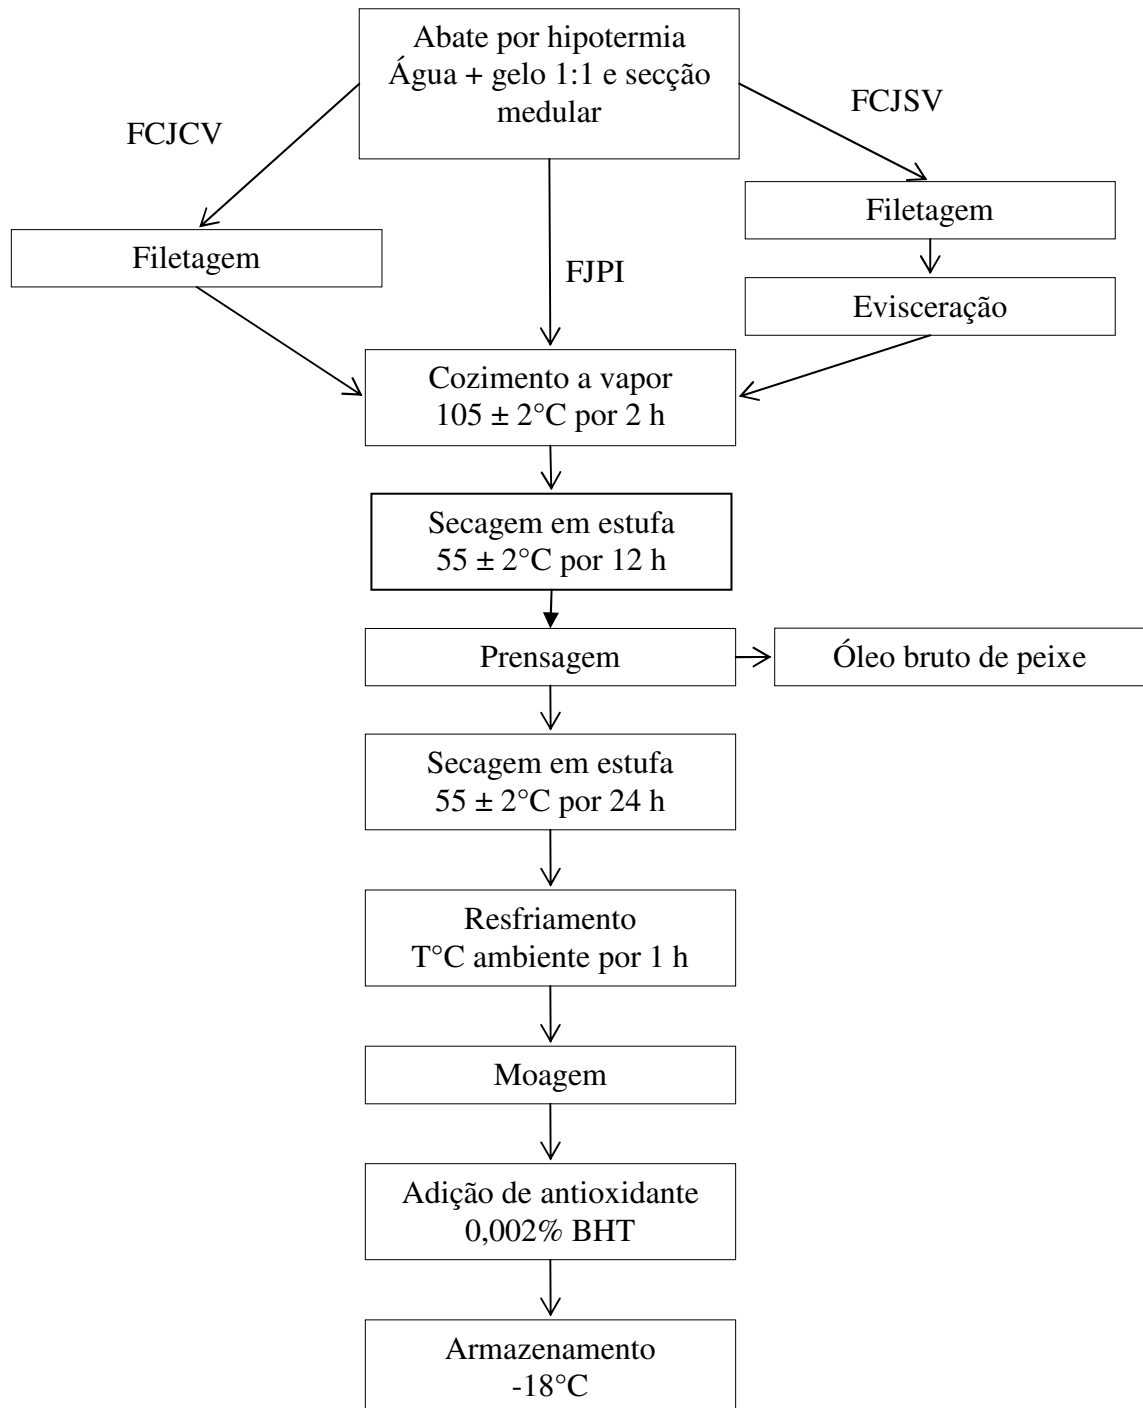 Abate por hipotermia
Água + gelo 1:1 e secção
medular
FCJCV
FCJSV
Filetagem
Filetagem
FJPI
Evisceração
Cozimento a vapor
105 ± 2°C por 2 h
Secagem em estufa
55 ± 2°C por 12 h
Prensagem
Óleo bruto de peixe
Secagem em estufa
55 ± 2°C por 24 h
Resfriamento
T°C ambiente por 1 h
Moagem
Adição de antioxidante
0,002% BHT
Armazenamento
-18°C